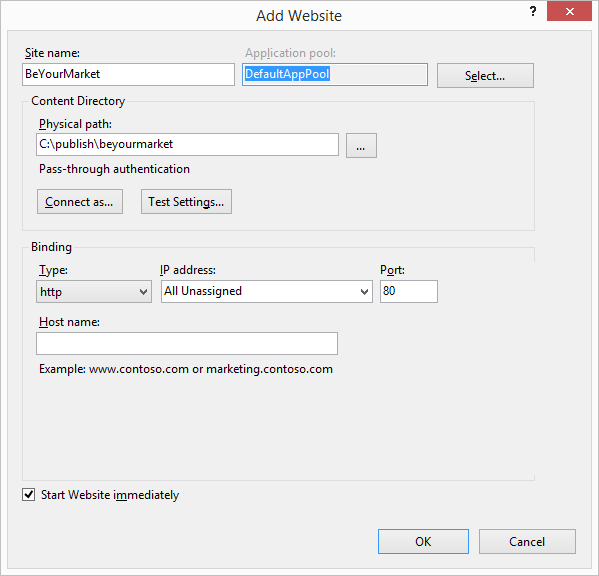 Add Website
?
Site name:
Application pool:
BeYourMarket
DefaultAppPool
Select...
Content Directory
Physical path:
C:\publish\beyourmarket
...
Pass-through authentication
Connect as...
Test Settings...
Binding
Type:
IP address:
Port:
http
All Unassigned
80
Host name:
Example: www.contoso.com or marketing.contoso.com
Start Website immediately
OK
Cancel